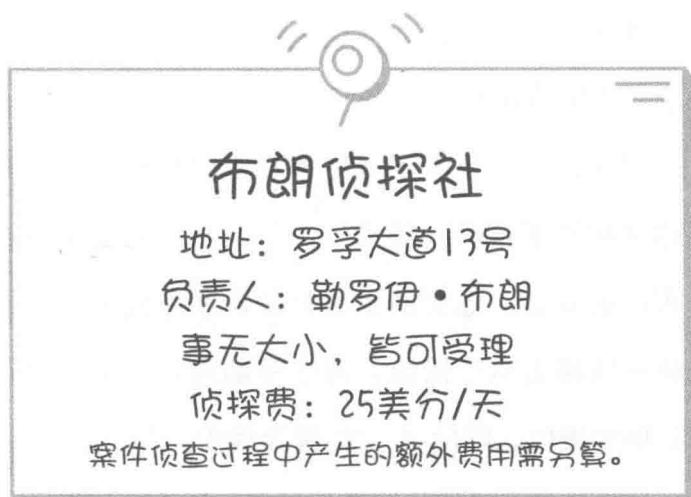 布朗侦探社
地址：罗孚大道13号
负责人：勒罗伊•布朗
事无大小，皆可受理
侦探费：25美分/天
案件侦查过程中产生的额外费用需另算。